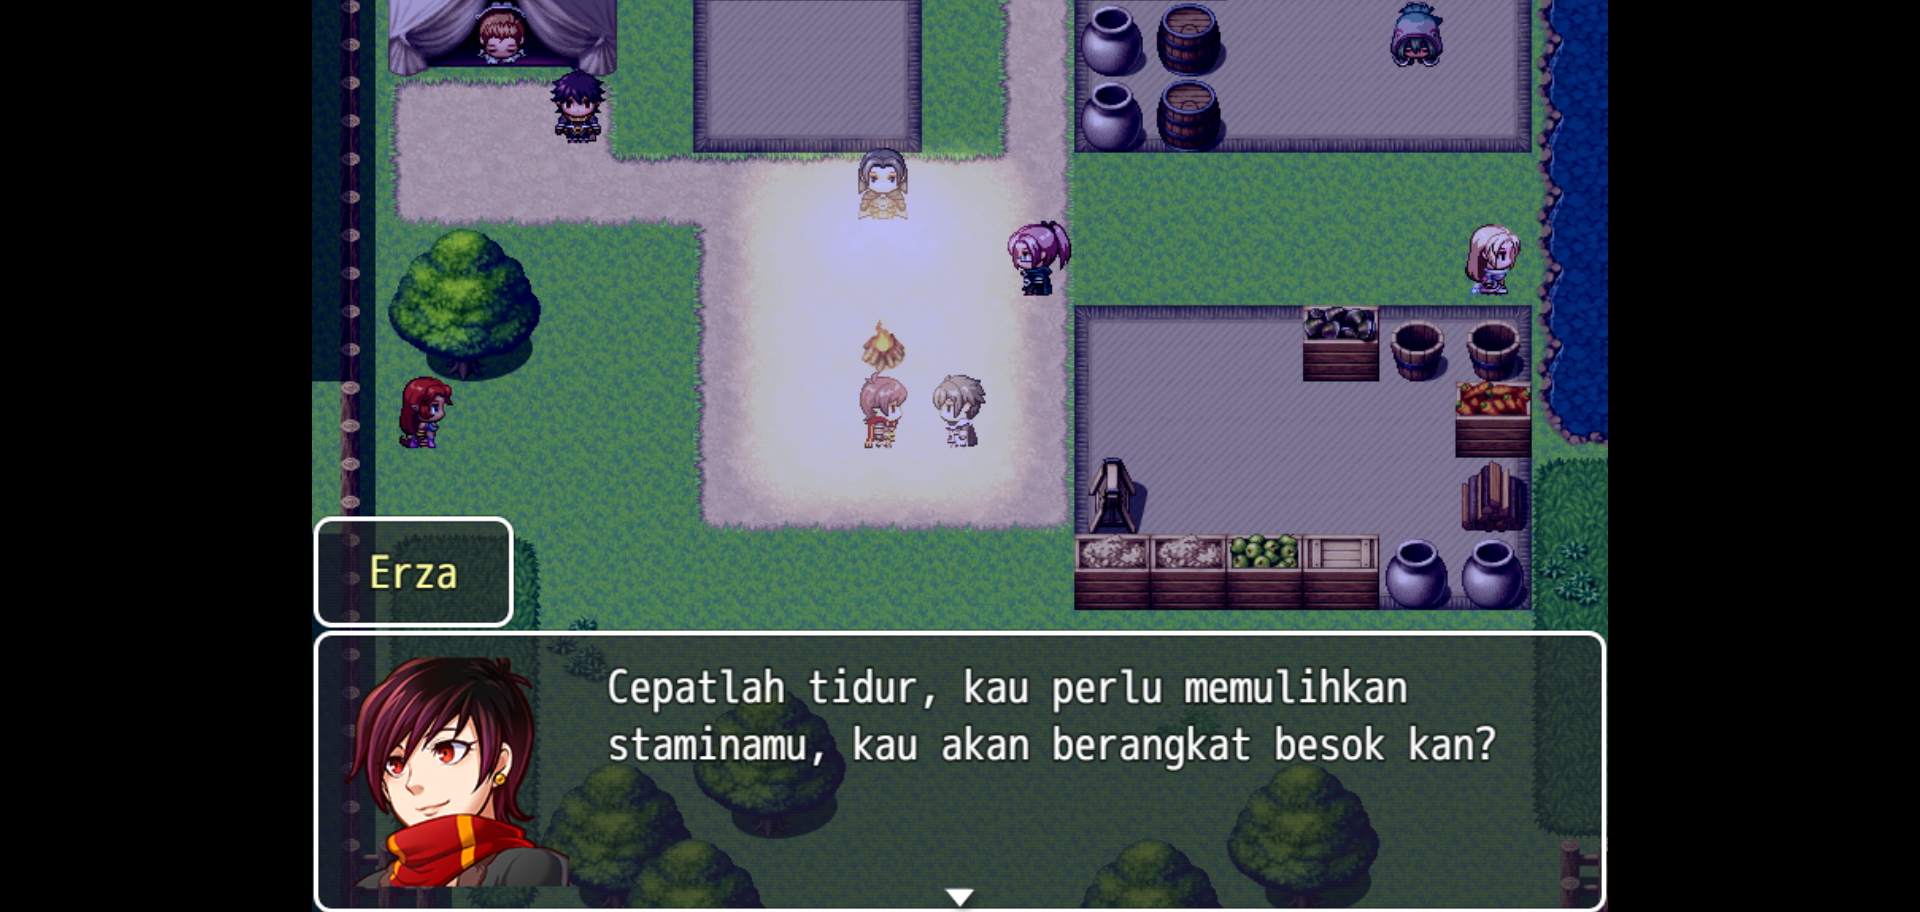 Erza
Cepatlah tidur, kau perlu memulihkan
staminamu, kau akan berangkat besok kan?